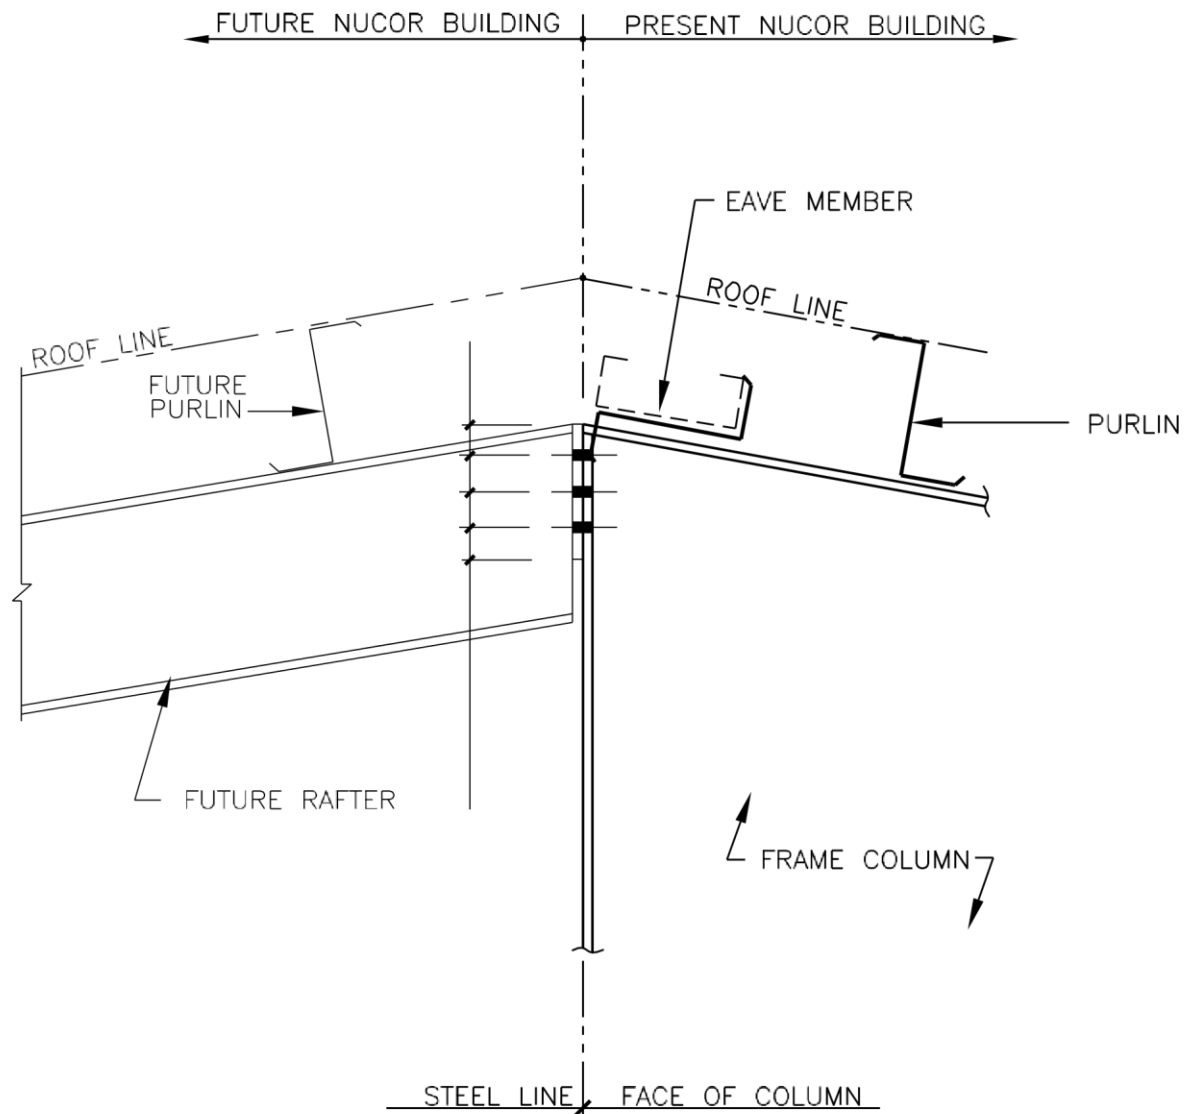 FUTURE NUCOR BUILDING
PRESENT NUCOR BUILDING
EAVE MEMBER
ROOF LINE
ROOF LINE
FUTURE
PURLIN
PURLIN
FUTURE RAFTER
FRAME COLUMN
STEEL LINE
FACE OF COLUMN